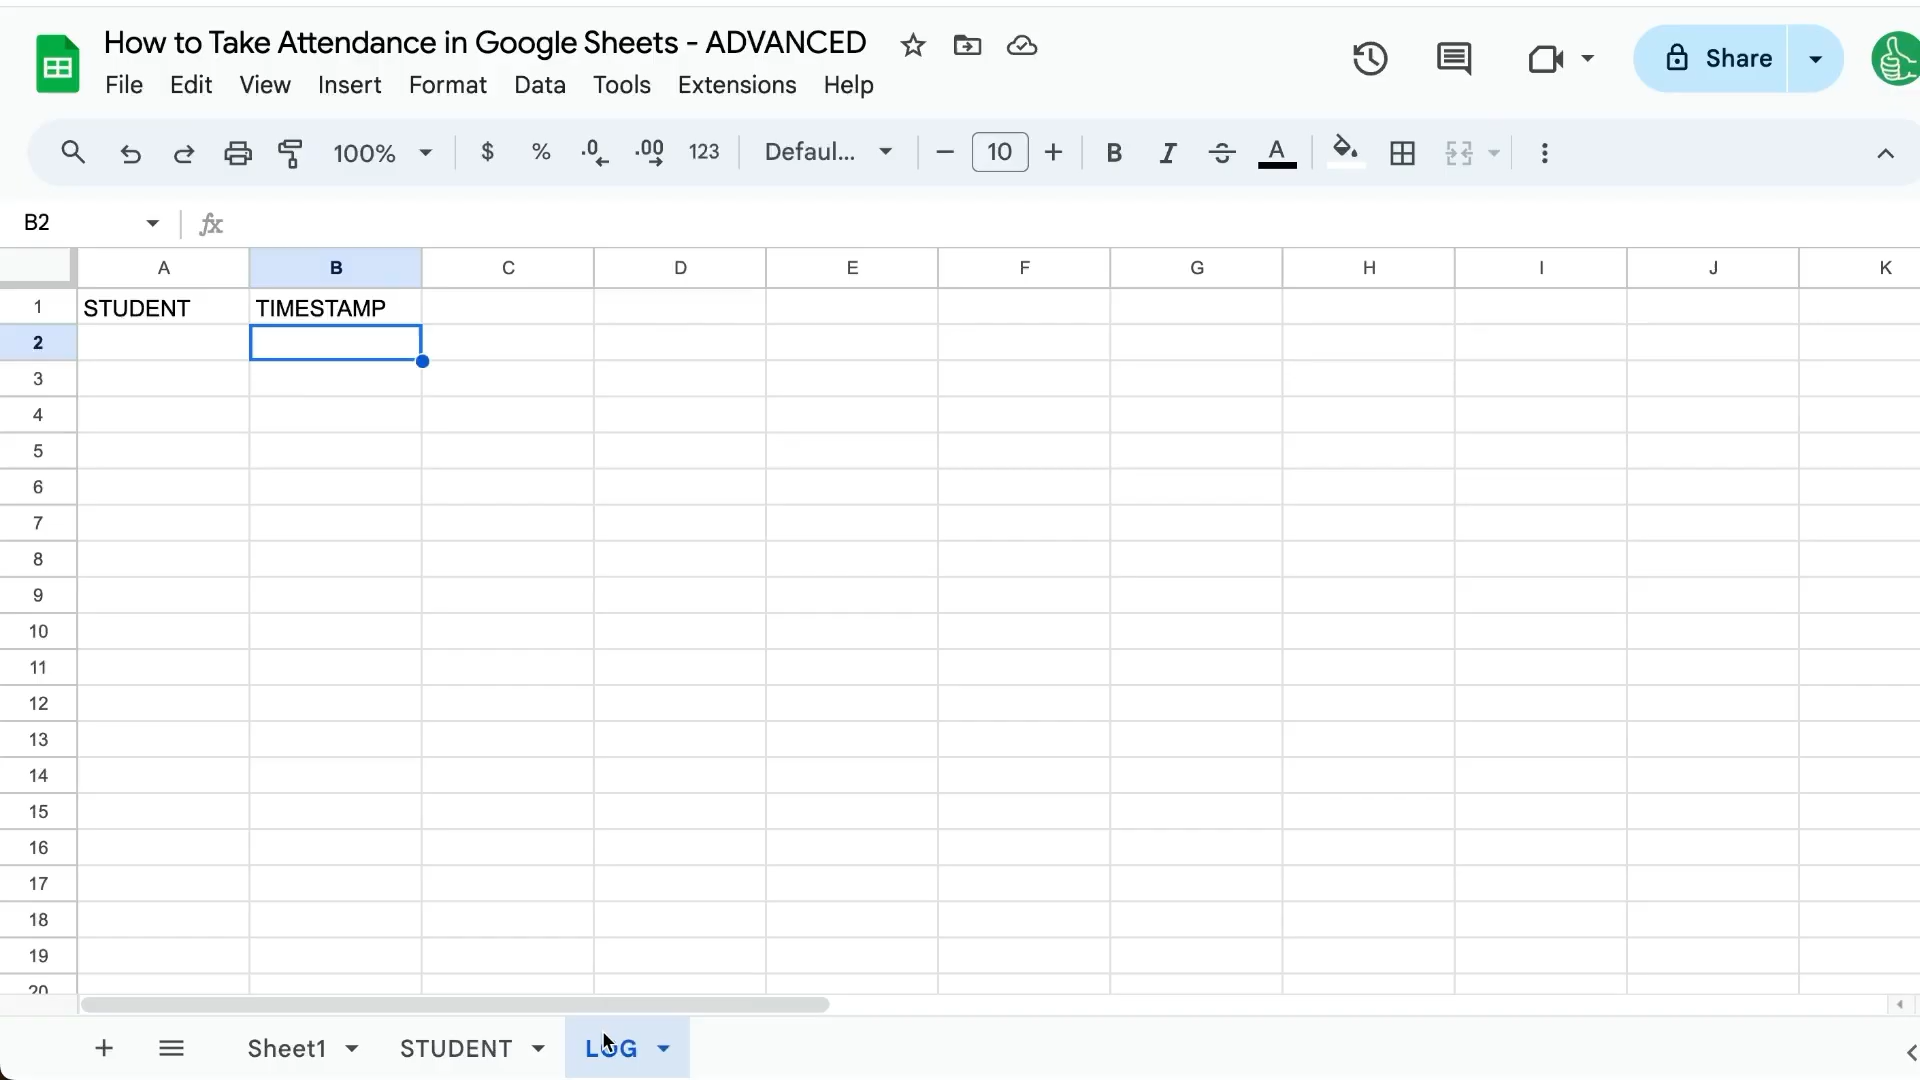 How to Take Attendance in Google Sheets - ADVANCED
File Edit View Insert Format Data Tools Extensions Help
Share
100% $ % .0 .00 123 Defaul... 10 B I S A
B2 fx
A B C D E F G H I J K
1 STUDENT TIMESTAMP
2
3
4
5
6
7
8
9
10
11
12
13
14
15
16
17
18
19
20
Sheet1 STUDENT LOG